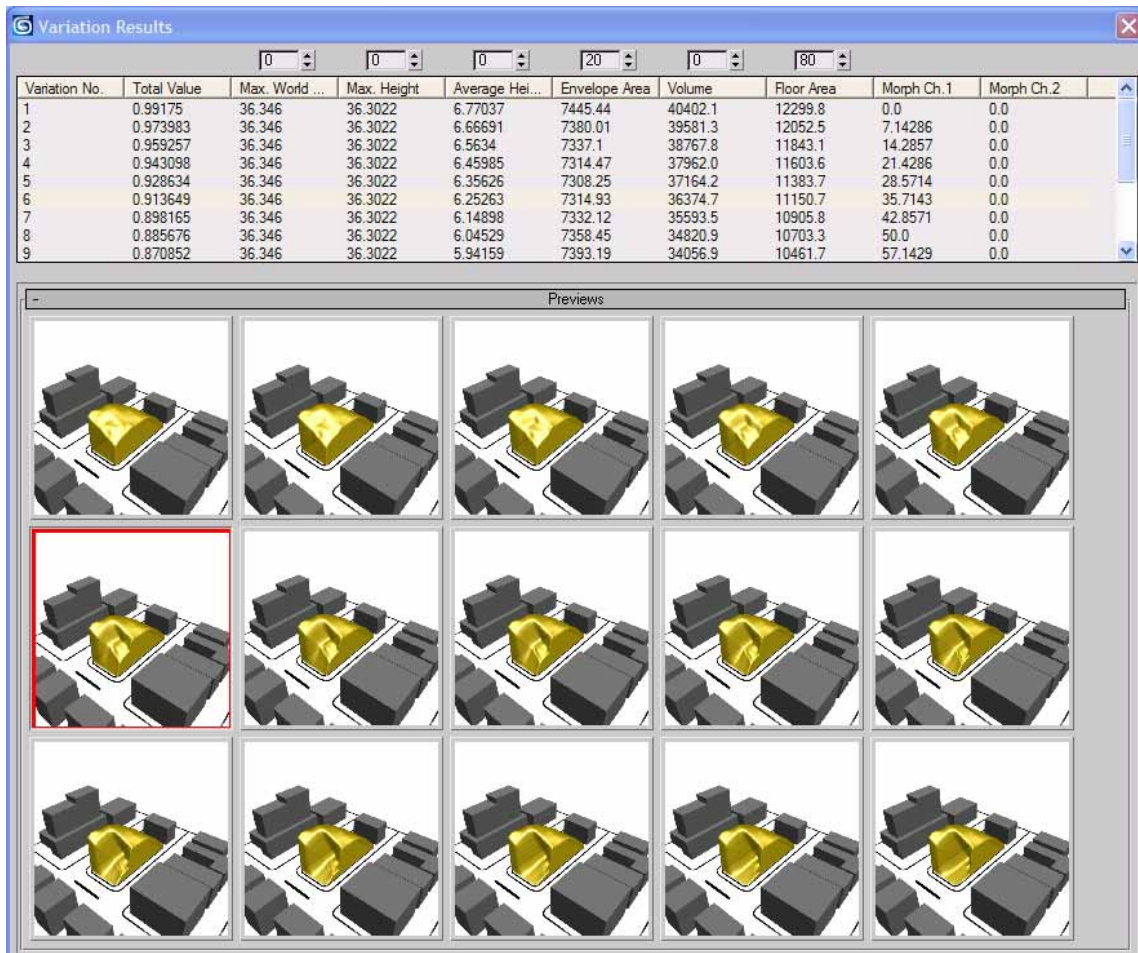 Variation Results
0 0 0 20 0 80
Variation No. Total Value Max. World ... Max. Height Average Hei... Envelope Area Volume Floor Area Morph Ch.1 Morph Ch.2
1 0.99175 36.346 36.3022 6.77037 7445.44 40402.1 12299.8 0.0 0.0
2 0.973983 36.346 36.3022 6.66691 7380.01 39581.3 12052.5 7.14286 0.0
3 0.959257 36.346 36.3022 6.5634 7337.1 38767.8 11843.1 14.2857 0.0
4 0.943098 36.346 36.3022 6.45985 7314.47 37962.0 11603.6 21.4286 0.0
5 0.928634 36.346 36.3022 6.35626 7308.25 37164.2 11383.7 28.5714 0.0
6 0.913649 36.346 36.3022 6.25263 7314.93 36374.7 11150.7 35.7143 0.0
7 0.898165 36.346 36.3022 6.14898 7332.12 35593.5 10905.8 42.8571 0.0
8 0.885676 36.346 36.3022 6.04529 7358.45 34820.9 10703.3 50.0 0.0
9 0.870852 36.346 36.3022 5.94159 7393.19 34056.9 10461.7 57.1429 0.0
- Previews